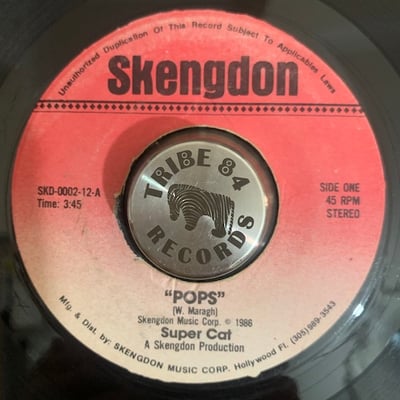 Unauthorized Duplication Of This Record Subject To Applicables Laws
Skengdon
TRIBE 84
RECORDS
SKD-0002-12-A
Time: 3:45
SIDE ONE
45 RPM
STEREO
"POPS"
(W. Maragh)
Skengdon Music Corp. © 1986
Super Cat
A Skengdon Production
Mfg. & Dist. by: SKENGDON MUSIC CORP. Hollywood Fl. (305) 989-3543